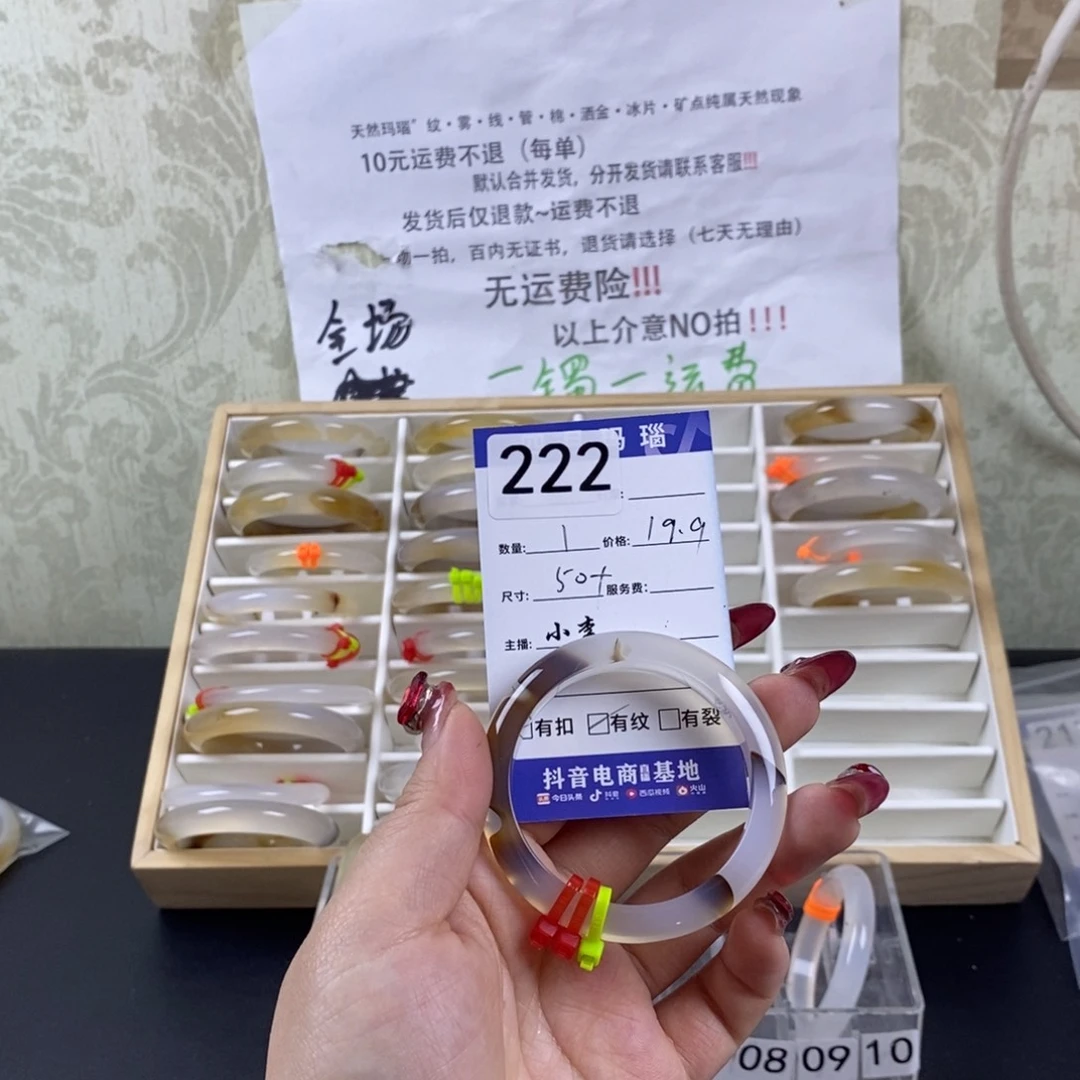 天然玛瑙"纹·雾·线·管·棉·洒金·冰片·矿点纯属天然现象
10元运费不退（每单）
默认合并发货，分开发货请联系客服!!!
发货后仅退款~运费不退
一物一拍，百内无证书，退货请选择（七天无理由）
无运费险!!!
以上介意NO拍!!!
全场
一镯一运费
玛瑙
222
数量: 1 价格: 19.9
尺寸: 50+ 服务费:
主播: 小李
有扣 有纹 有裂
抖音电商直播基地
今日头条 抖音 西瓜视频 火山
21
08 09 10